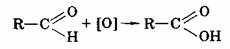 R—C(=O)H + [O] → R—C(=O)OH